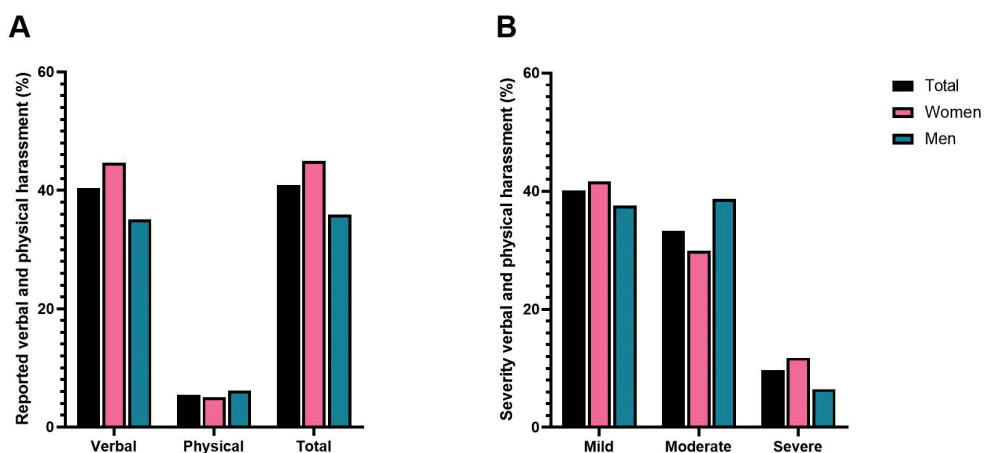 A
Reported verbal and physical harassment (%)
60
40
20
0
Verbal Physical Total
B
Severity verbal and physical harassment (%)
60
40
20
0
Mild Moderate Severe
Total
Women
Men